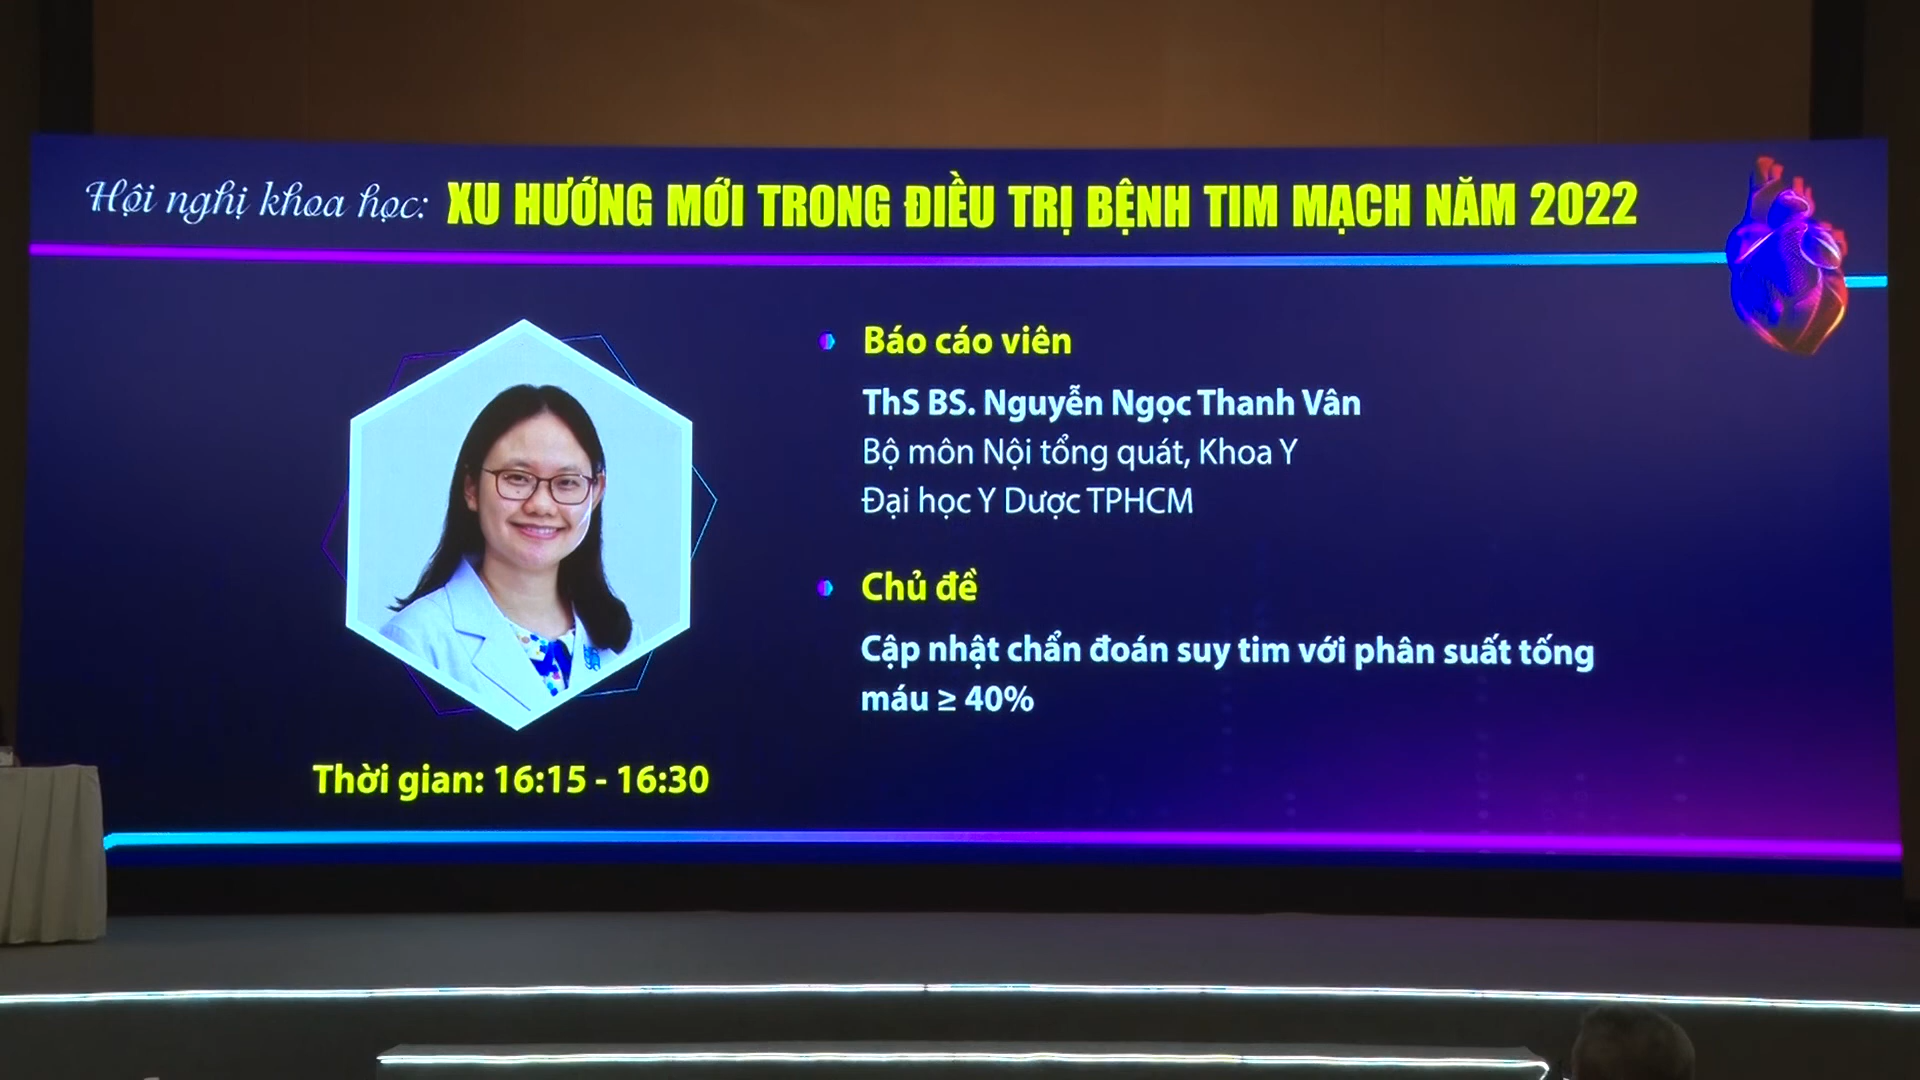 Hội nghị khoa học: XU HƯỚNG MỚI TRONG ĐIỀU TRỊ BỆNH TIM MẠCH NĂM 2022
Báo cáo viên
ThS BS. Nguyễn Ngọc Thanh Vân
Bộ môn Nội tổng quát, Khoa Y
Đại học Y Dược TPHCM
Chủ đề
Cập nhật chẩn đoán suy tim với phân suất tống
máu ≥ 40%
Thời gian: 16:15 - 16:30